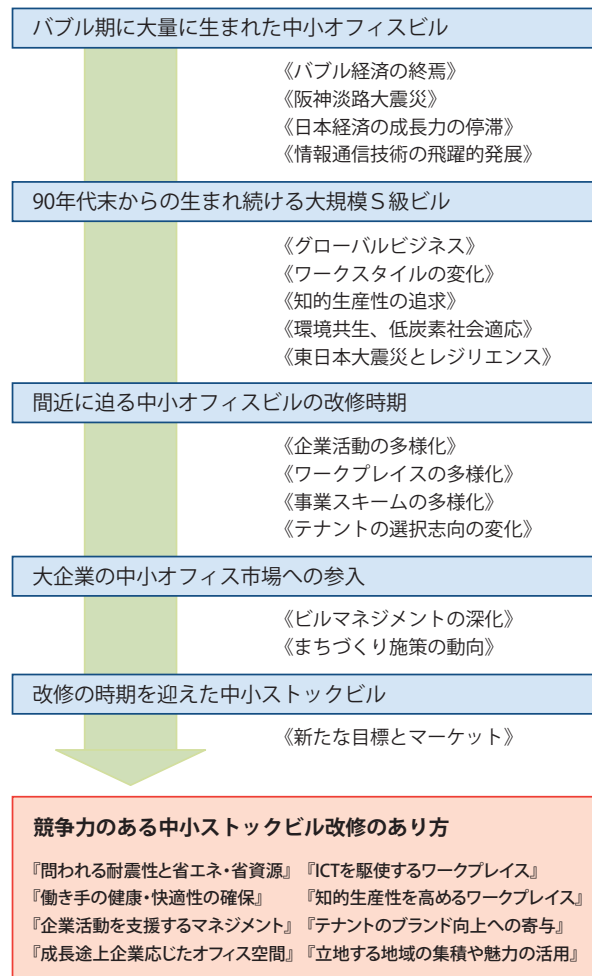 バブル期に大量に生まれた中小オフィスビル
《バブル経済の終焉》
《阪神淡路大震災》
《日本経済の成長力の停滞》
《情報通信技術の飛躍的発展》
90年代末からの生まれ続ける大規模S級ビル
《グローバルビジネス》
《ワークスタイルの変化》
《知的生産性の追求》
《環境共生、低炭素社会適応》
《東日本大震災とレジリエンス》
間近に迫る中小オフィスビルの改修時期
《企業活動の多様化》
《ワークプレイスの多様化》
《事業スキームの多様化》
《テナントの選択志向の変化》
大企業の中小オフィス市場への参入
《ビルマネジメントの深化》
《まちづくり施策の動向》
改修の時期を迎えた中小ストックビル
《新たな目標とマーケット》
競争力のある中小ストックビル改修のあり方
『問われる耐震性と省エネ・省資源』『ICTを駆使するワークプレイス』
『働き手の健康・快適性の確保』『知的生産性を高めるワークプレイス』
『企業活動を支援するマネジメント』『テナントのブランド向上への寄与』
『成長途上企業応じたオフィス空間』『立地する地域の集積や魅力の活用』